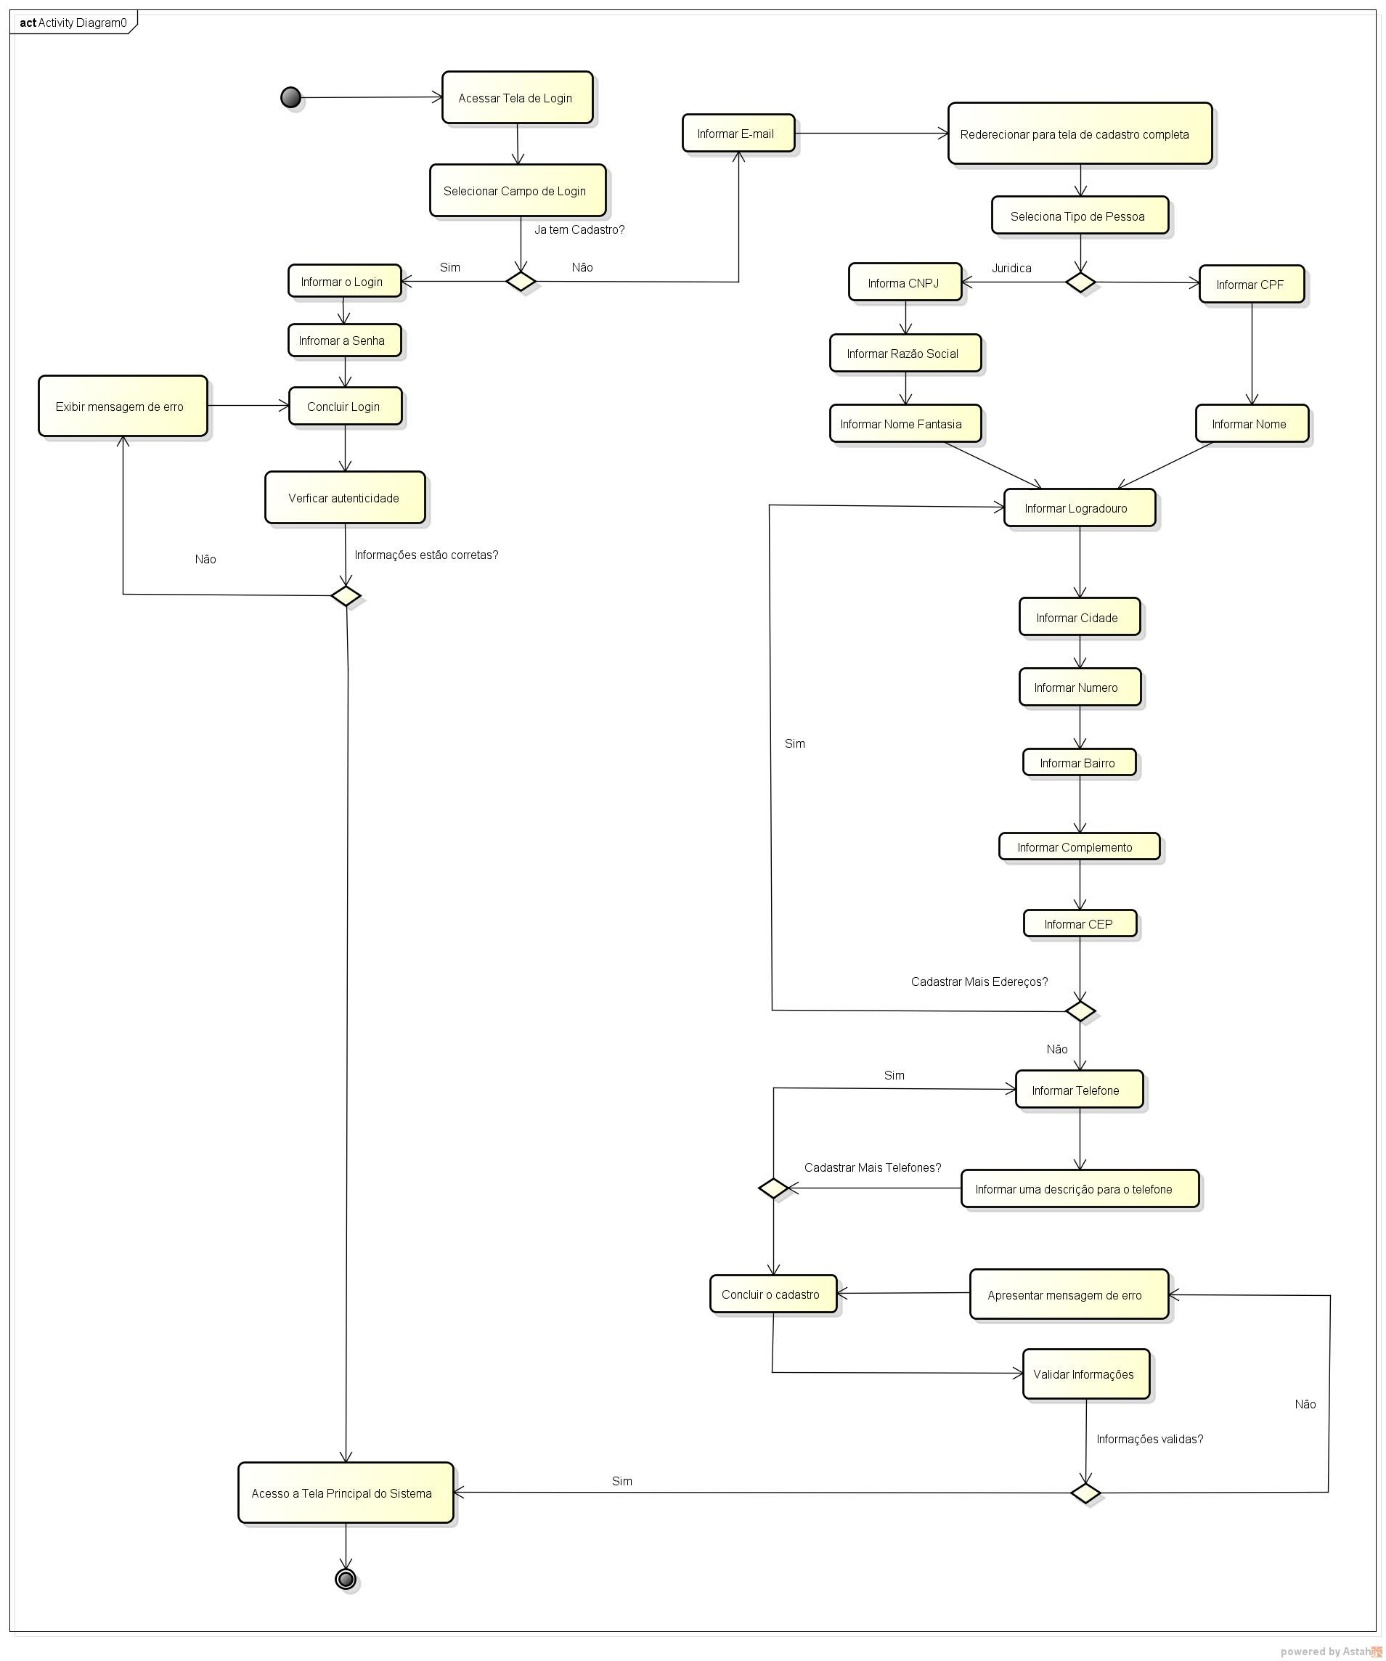 act Activity Diagram0
Acessar Tela de Login
Selecionar Campo de Login
Ja tem Cadastro?
Sim
Não
Informar o Login
Infromar a Senha
Exibir mensagem de erro
Concluir Login
Verficar autenticidade
Informações estão corretas?
Não
Informar E-mail
Rederecionar para tela de cadastro completa
Seleciona Tipo de Pessoa
Juridica
Informa CNPJ
Informar CPF
Informar Razão Social
Informar Nome Fantasia
Informar Nome
Informar Logradouro
Informar Cidade
Informar Numero
Sim
Informar Bairro
Informar Complemento
Informar CEP
Cadastrar Mais Edereços?
Não
Sim
Informar Telefone
Cadastrar Mais Telefones?
Informar uma descrição para o telefone
Concluir o cadastro
Apresentar mensagem de erro
Validar Informações
Não
Informações validas?
Sim
Acesso a Tela Principal do Sistema
powered by Astah